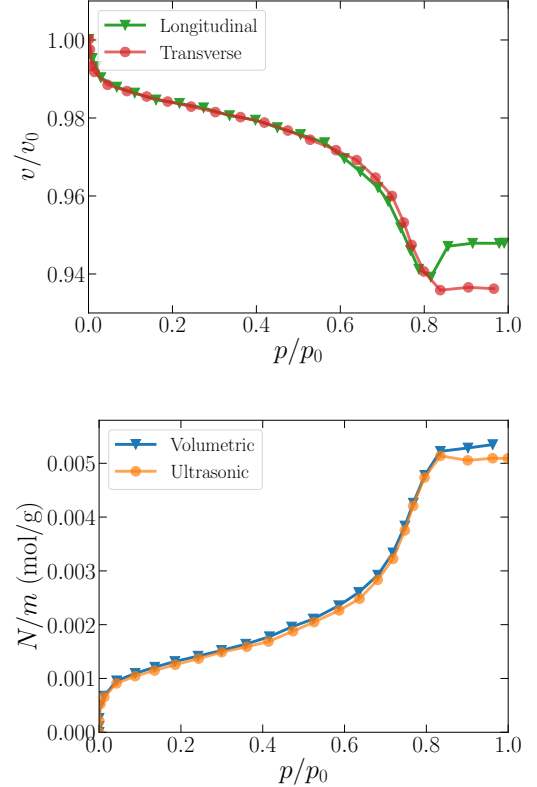 Longitudinal
Transverse
1.00
0.98
0.96
0.94
v/v₀
0.0 0.2 0.4 0.6 0.8 1.0
p/p₀
Volumetric
Ultrasonic
0.005
0.004
0.003
0.002
0.001
0.000
N/m (mol/g)
0.0 0.2 0.4 0.6 0.8 1.0
p/p₀